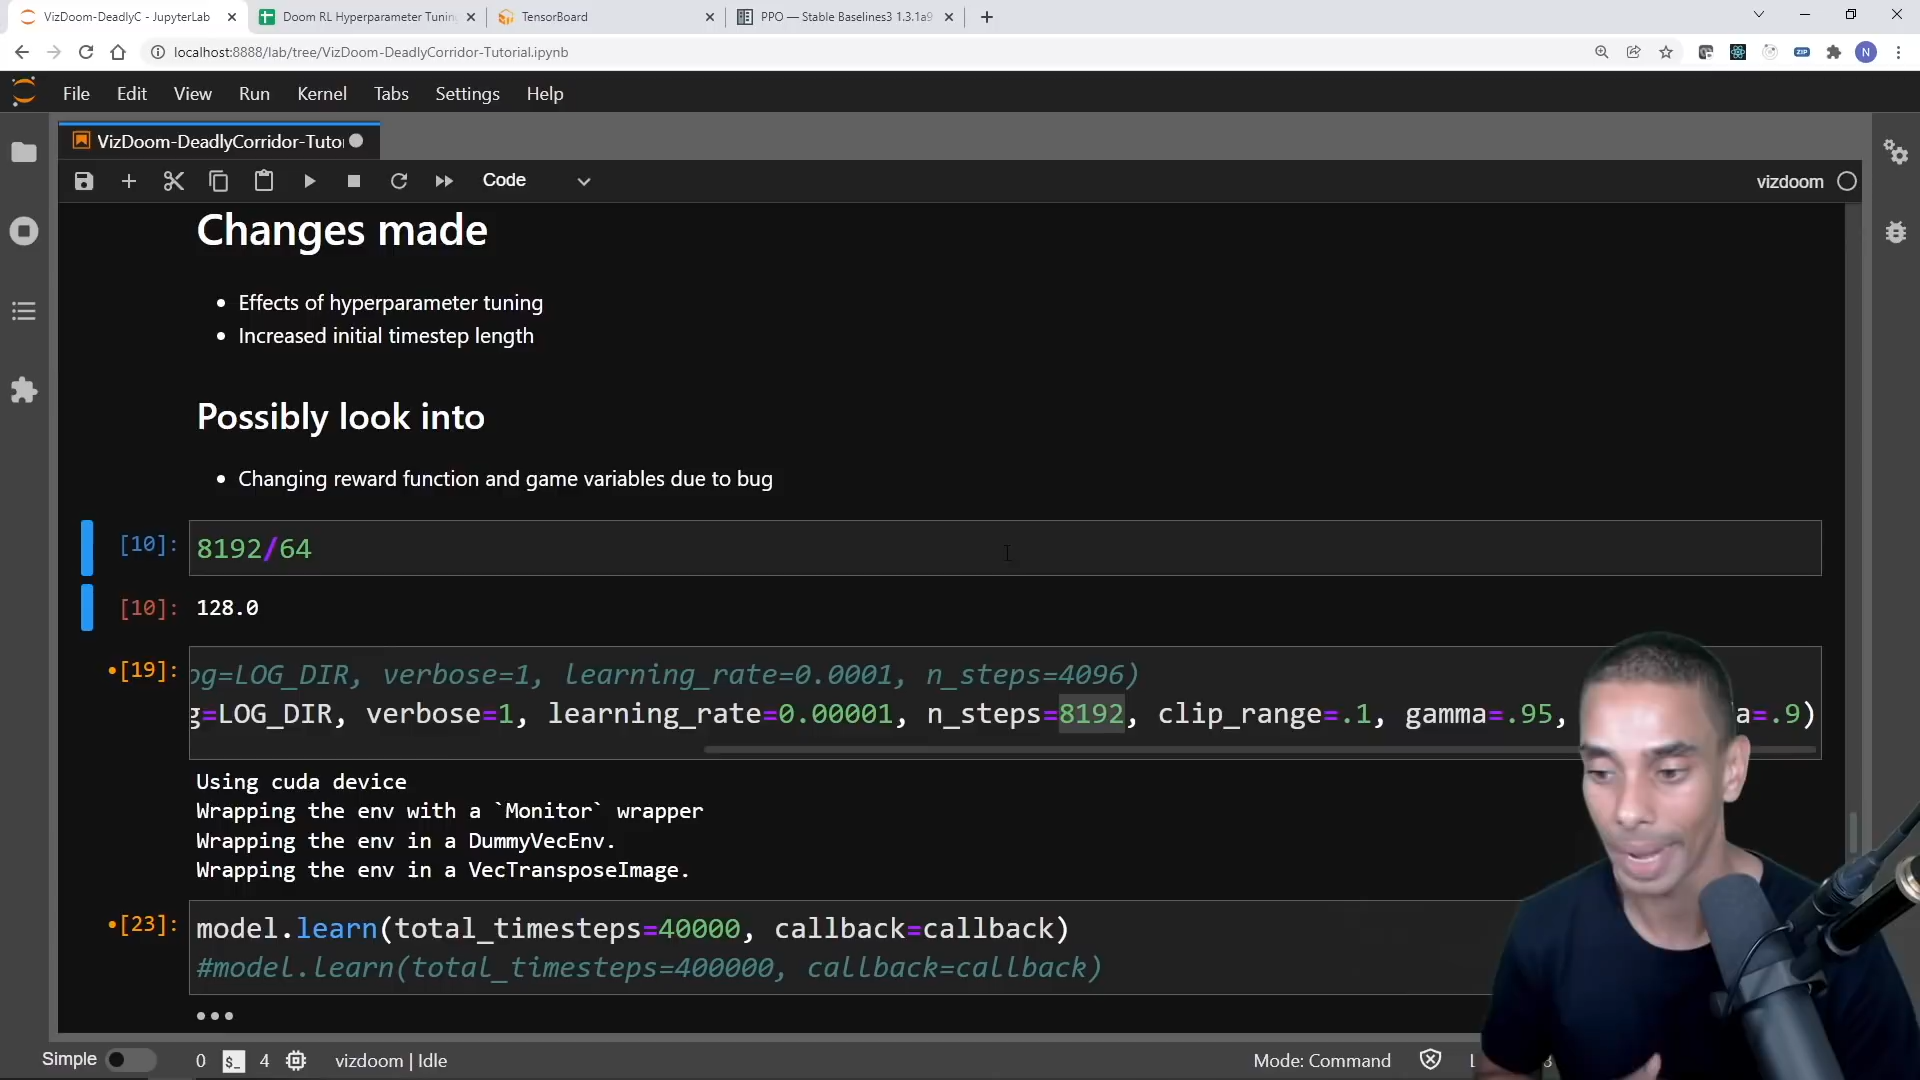 VizDoom-DeadlyC - JupyterLab
Doom RL Hyperparameter Tuning
TensorBoard
PPO — Stable Baselines3 1.3.1a9
localhost:8888/lab/tree/VizDoom-DeadlyCorridor-Tutorial.ipynb
ZIP
N
File Edit View Run Kernel Tabs Settings Help
VizDoom-DeadlyCorridor-Tutor
Code
vizdoom
Changes made
• Effects of hyperparameter tuning
• Increased initial timestep length
Possibly look into
• Changing reward function and game variables due to bug
[10]: 8192/64
[10]: 128.0
•[19]: og=LOG_DIR, verbose=1, learning_rate=0.0001, n_steps=4096)
g=LOG_DIR, verbose=1, learning_rate=0.00001, n_steps=8192, clip_range=.1, gamma=.95, a=.9)
Using cuda device
Wrapping the env with a `Monitor` wrapper
Wrapping the env in a DummyVecEnv.
Wrapping the env in a VecTransposeImage.
•[23]: model.learn(total_timesteps=40000, callback=callback)
#model.learn(total_timesteps=400000, callback=callback)
•••
Simple 0 $_ 4 vizdoom | Idle Mode: Command